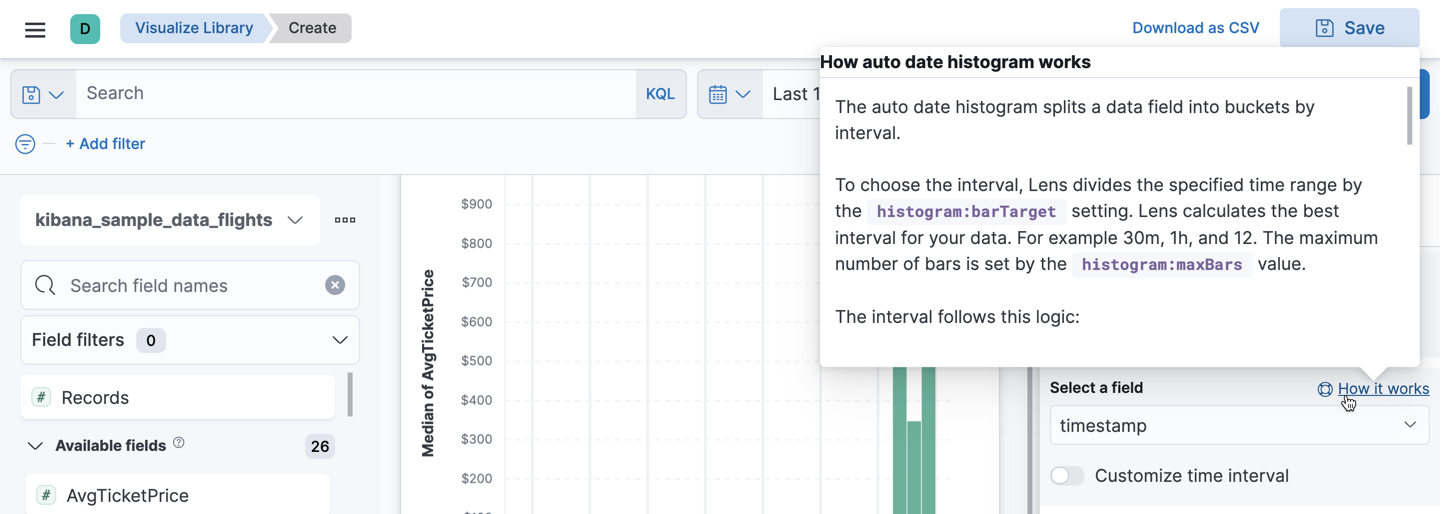 D
Visualize Library
Create
Download as CSV
Save
How auto date histogram works
Search
KQL
Last 1
The auto date histogram splits a data field into buckets by
interval.
+ Add filter
To choose the interval, Lens divides the specified time range by
the histogram:barTarget setting. Lens calculates the best
interval for your data. For example 30m, 1h, and 12. The maximum
number of bars is set by the histogram:maxBars value.
The interval follows this logic:
kibana_sample_data_flights
Search field names
Field filters 0
# Records
Available fields ? 26
# AvgTicketPrice
Median of AvgTicketPrice
$900
$800
$700
$600
$500
$400
$300
$200
Select a field
How it works
timestamp
Customize time interval